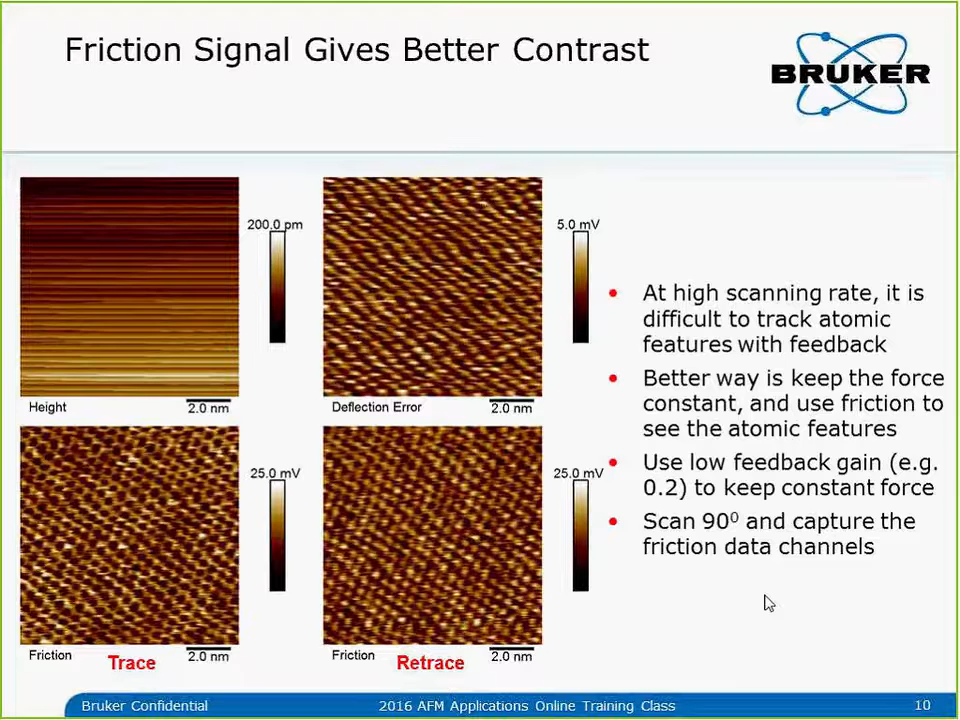 Friction Signal Gives Better Contrast
BRUKER
200.0 pm
5.0 mV
Height
2.0 nm
Deflection Error
2.0 nm
25.0 mV
25.0 mV
Friction
Trace
2.0 nm
Friction
Retrace
2.0 nm
• At high scanning rate, it is
difficult to track atomic
features with feedback
• Better way is keep the force
constant, and use friction to
see the atomic features
• Use low feedback gain (e.g.
0.2) to keep constant force
• Scan 90⁰ and capture the
friction data channels
Bruker Confidential
2016 AFM Applications Online Training Class
10